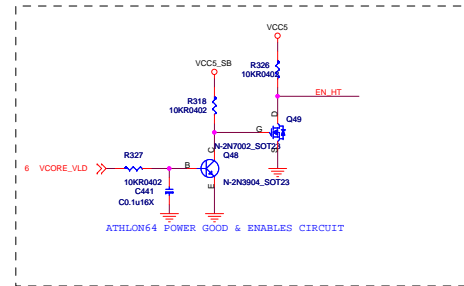 VCC5
VCC5_SB
R326
10KR0402
R318
10KR0402
EN_HT
D
Q49
G
N-2N7002_SOT23
S
C
Q48
R327
6 VCORE_VLD
B
10KR0402
N-2N3904_SOT23
E
C441
C0.1u16X
ATHLON64 POWER GOOD & ENABLES CIRCUIT